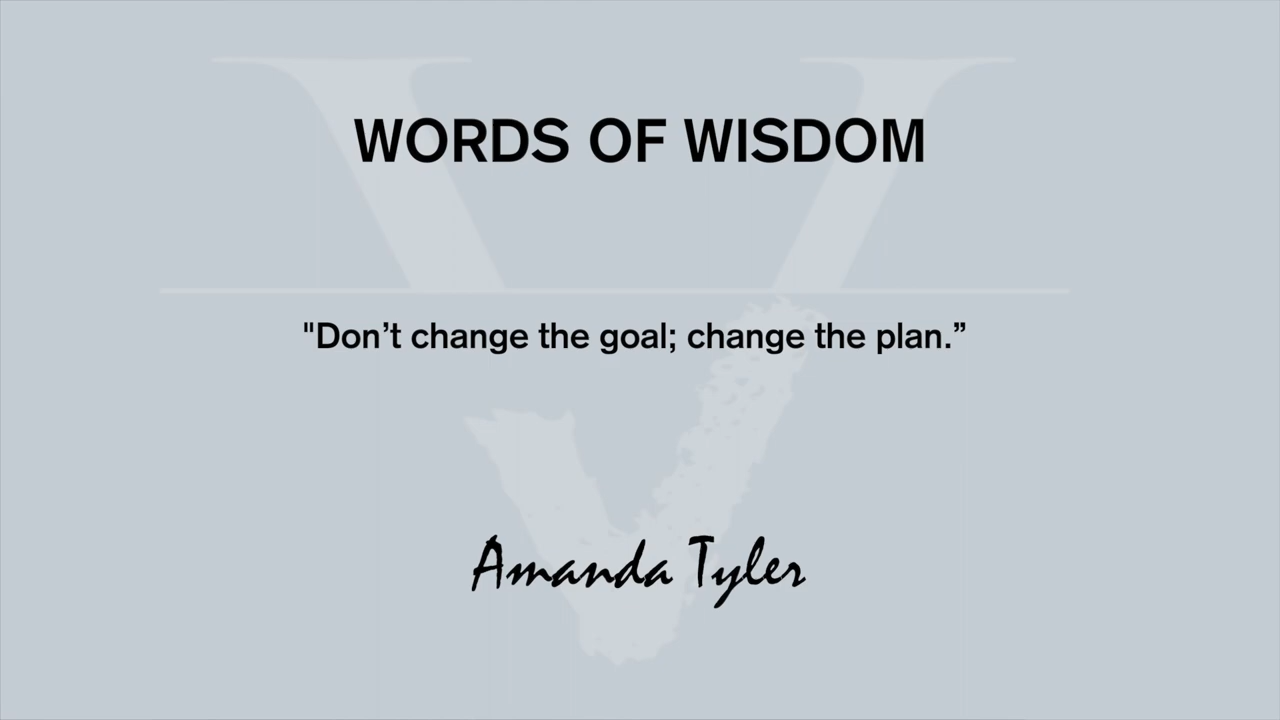 WORDS OF WISDOM
"Don’t change the goal; change the plan.”
Amanda Tyler